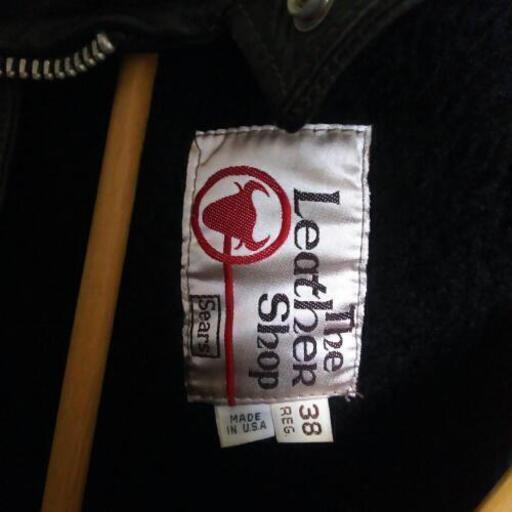 The
Leather
Shop
Sears
MADE
IN U.S.A
38
REG.